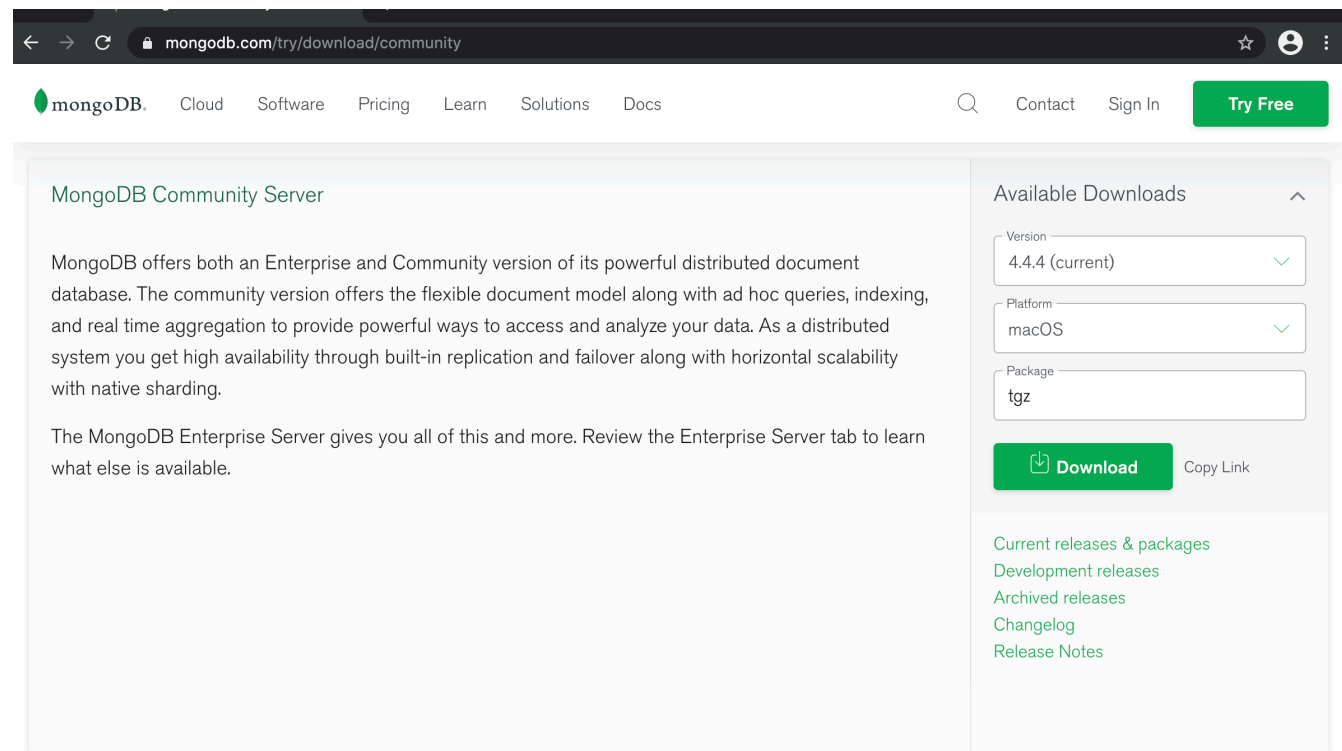 mongodb.com/try/download/community
mongoDB.
Cloud
Software
Pricing
Learn
Solutions
Docs
Contact
Sign In
Try Free
MongoDB Community Server
MongoDB offers both an Enterprise and Community version of its powerful distributed document
database. The community version offers the flexible document model along with ad hoc queries, indexing,
and real time aggregation to provide powerful ways to access and analyze your data. As a distributed
system you get high availability through built-in replication and failover along with horizontal scalability
with native sharding.
The MongoDB Enterprise Server gives you all of this and more. Review the Enterprise Server tab to learn
what else is available.
Available Downloads
Version
4.4.4 (current)
Platform
macOS
Package
tgz
Download
Copy Link
Current releases & packages
Development releases
Archived releases
Changelog
Release Notes